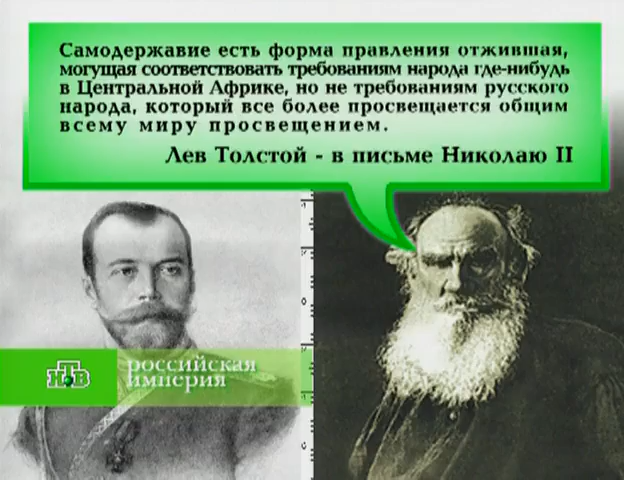 Самодержавие есть форма правления отжившая,
могущая соответствовать требованиям народа где-нибудь
в Центральной Африке, но не требованиям русского
народа, который все более просвещается общим
всему миру просвещением.
Лев Толстой - в письме Николаю II
НТВ
российская
империя